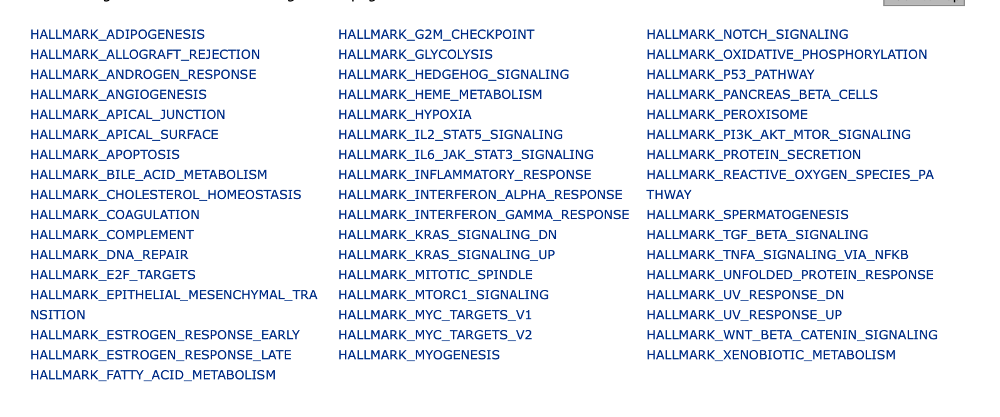 HALLMARK_ADIPOGENESIS
HALLMARK_ALLOGRAFT_REJECTION
HALLMARK_ANDROGEN_RESPONSE
HALLMARK_ANGIOGENESIS
HALLMARK_APICAL_JUNCTION
HALLMARK_APICAL_SURFACE
HALLMARK_APOPTOSIS
HALLMARK_BILE_ACID_METABOLISM
HALLMARK_CHOLESTEROL_HOMEOSTASIS
HALLMARK_COAGULATION
HALLMARK_COMPLEMENT
HALLMARK_DNA_REPAIR
HALLMARK_E2F_TARGETS
HALLMARK_EPITHELIAL_MESENCHYMAL_TRA
NSITION
HALLMARK_ESTROGEN_RESPONSE_EARLY
HALLMARK_ESTROGEN_RESPONSE_LATE
HALLMARK_FATTY_ACID_METABOLISM
HALLMARK_G2M_CHECKPOINT
HALLMARK_GLYCOLYSIS
HALLMARK_HEDGEHOG_SIGNALING
HALLMARK_HEME_METABOLISM
HALLMARK_HYPOXIA
HALLMARK_IL2_STAT5_SIGNALING
HALLMARK_IL6_JAK_STAT3_SIGNALING
HALLMARK_INFLAMMATORY_RESPONSE
HALLMARK_INTERFERON_ALPHA_RESPONSE
HALLMARK_INTERFERON_GAMMA_RESPONSE
HALLMARK_KRAS_SIGNALING_DN
HALLMARK_KRAS_SIGNALING_UP
HALLMARK_MITOTIC_SPINDLE
HALLMARK_MTORC1_SIGNALING
HALLMARK_MYC_TARGETS_V1
HALLMARK_MYC_TARGETS_V2
HALLMARK_MYOGENESIS
HALLMARK_NOTCH_SIGNALING
HALLMARK_OXIDATIVE_PHOSPHORYLATION
HALLMARK_P53_PATHWAY
HALLMARK_PANCREAS_BETA_CELLS
HALLMARK_PEROXISOME
HALLMARK_PI3K_AKT_MTOR_SIGNALING
HALLMARK_PROTEIN_SECRETION
HALLMARK_REACTIVE_OXYGEN_SPECIES_PA
THWAY
HALLMARK_SPERMATOGENESIS
HALLMARK_TGF_BETA_SIGNALING
HALLMARK_TNFA_SIGNALING_VIA_NFKB
HALLMARK_UNFOLDED_PROTEIN_RESPONSE
HALLMARK_UV_RESPONSE_DN
HALLMARK_UV_RESPONSE_UP
HALLMARK_WNT_BETA_CATENIN_SIGNALING
HALLMARK_XENOBIOTIC_METABOLISM